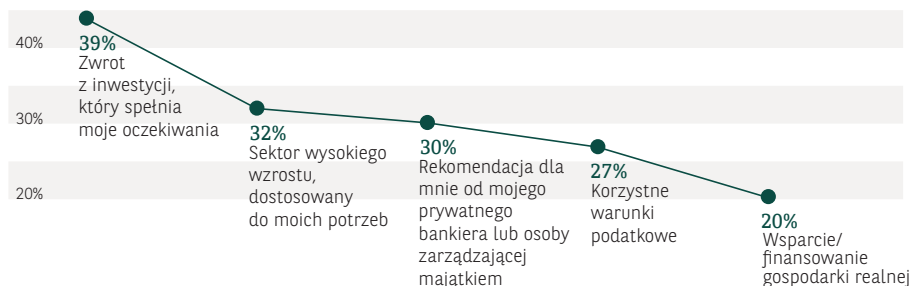 40%
30%
20%
39%
Zwrot
z inwestycji,
który spełnia
moje oczekiwania
32%
Sektor wysokiego
wzrostu,
dostosowany
do moich potrzeb
30%
Rekomendacja dla
mnie od mojego
prywatnego
bankiera lub osoby
zarządzającej
majątkiem
27%
Korzystne
warunki
podatkowe
20%
Wsparcie/
finansowanie
gospodarki realnej